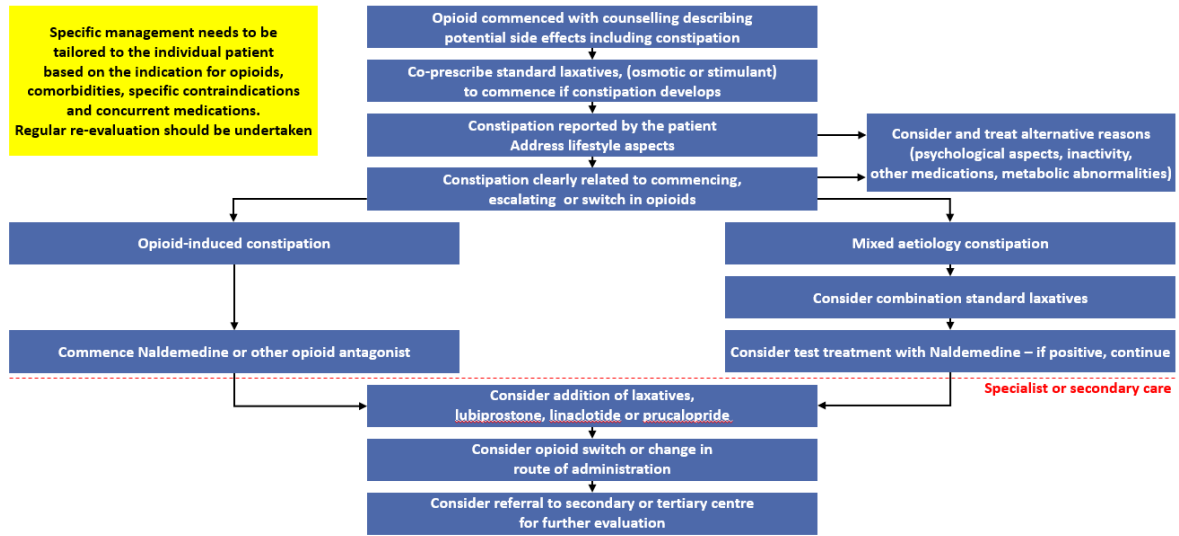 Specific management needs to be
tailored to the individual patient
based on the indication for opioids,
comorbidities, specific contraindications
and concurrent medications.
Regular re-evaluation should be undertaken
Opioid commenced with counselling describing
potential side effects including constipation
Co-prescribe standard laxatives, (osmotic or stimulant)
to commence if constipation develops
Constipation reported by the patient
Address lifestyle aspects
Consider and treat alternative reasons
(psychological aspects, inactivity,
other medications, metabolic abnormalities)
Constipation clearly related to commencing,
escalating or switch in opioids
Opioid-induced constipation
Mixed aetiology constipation
Consider combination standard laxatives
Commence Naldemedine or other opioid antagonist
Consider test treatment with Naldemedine – if positive, continue
Specialist or secondary care
Consider addition of laxatives,
lubiprostone, linaclotide or prucalopride
Consider opioid switch or change in
route of administration
Consider referral to secondary or tertiary centre
for further evaluation